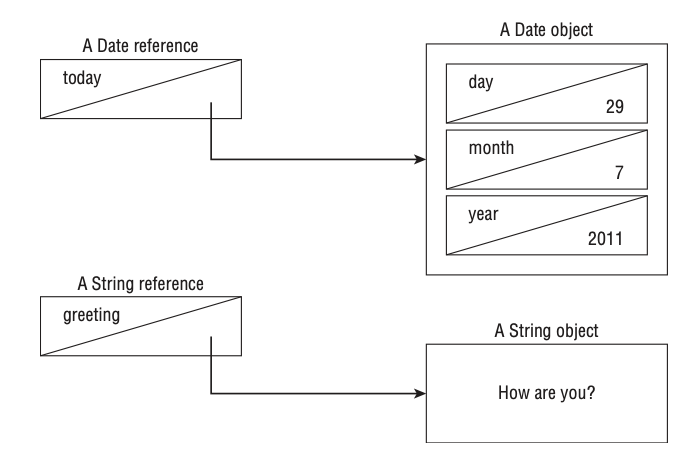 A Date reference
today
A Date object
day
29
month
7
year
2011
A String reference
greeting
A String object
How are you?